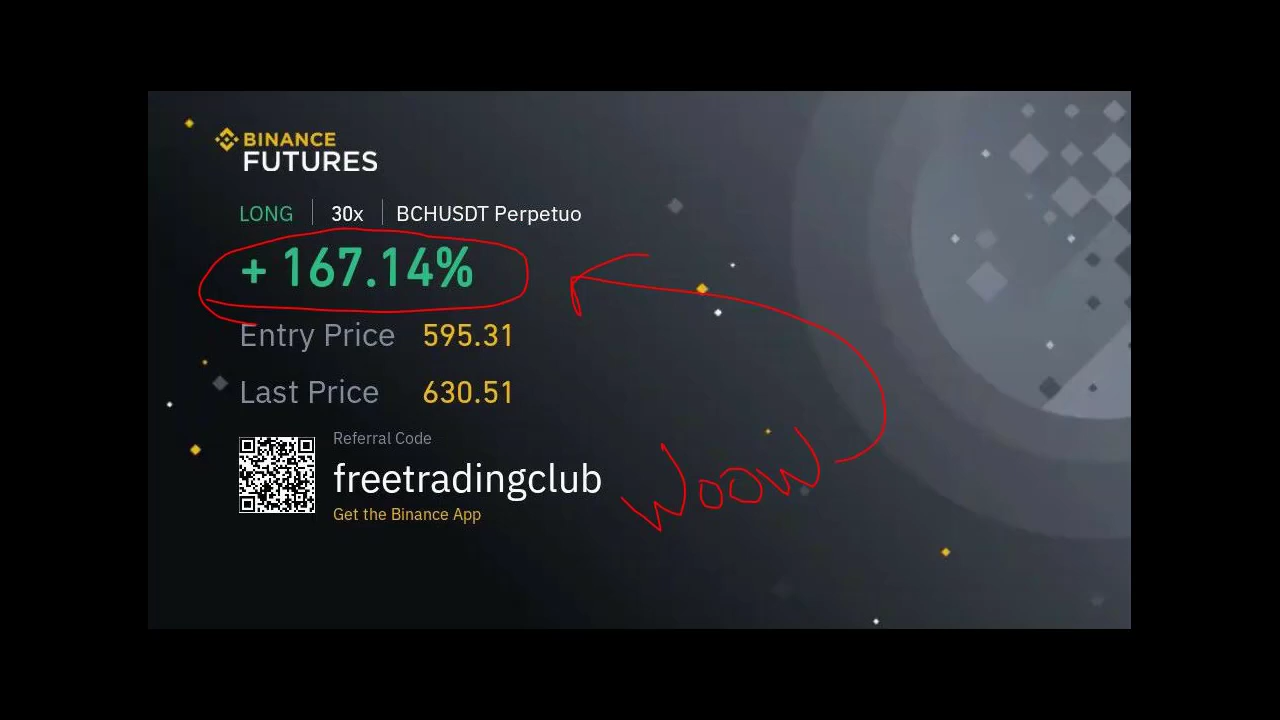 BINANCE
FUTURES
LONG | 30x | BCHUSDT Perpetuo
+ 167.14%
Entry Price 595.31
Last Price 630.51
Referral Code
freetradingclub
Get the Binance App
woow